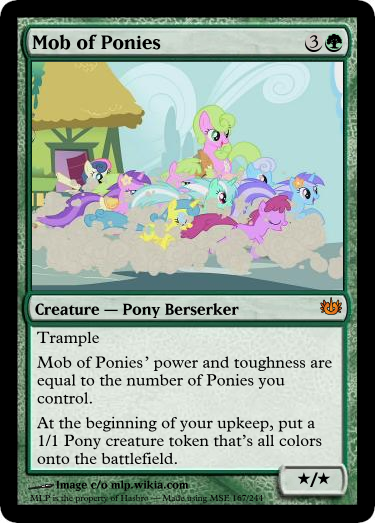 Mob of Ponies 3
Creature — Pony Berserker
Trample
Mob of Ponies’ power and toughness are
equal to the number of Ponies you
control.
At the beginning of your upkeep, put a
1/1 Pony creature token that's all colors
onto the battlefield.
Image c/o mlp.wikia.com
MLP is the property of Hasbro — Made using MSE 167/244
★/★